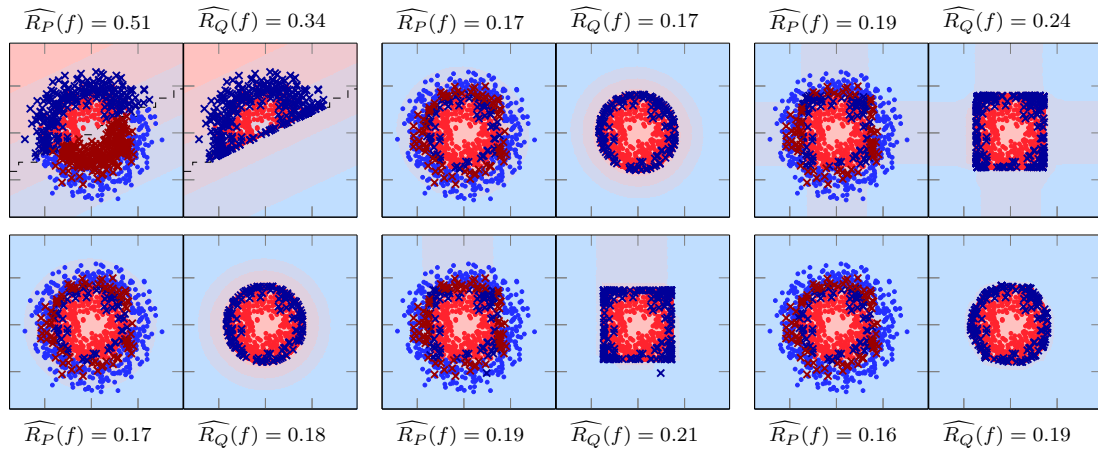 $\widehat{R_P}(f) = 0.51$ $\widehat{R_Q}(f) = 0.34$ $\widehat{R_P}(f) = 0.17$ $\widehat{R_Q}(f) = 0.17$ $\widehat{R_P}(f) = 0.19$ $\widehat{R_Q}(f) = 0.24$
$\widehat{R_P}(f) = 0.17$ $\widehat{R_Q}(f) = 0.18$ $\widehat{R_P}(f) = 0.19$ $\widehat{R_Q}(f) = 0.21$ $\widehat{R_P}(f) = 0.16$ $\widehat{R_Q}(f) = 0.19$